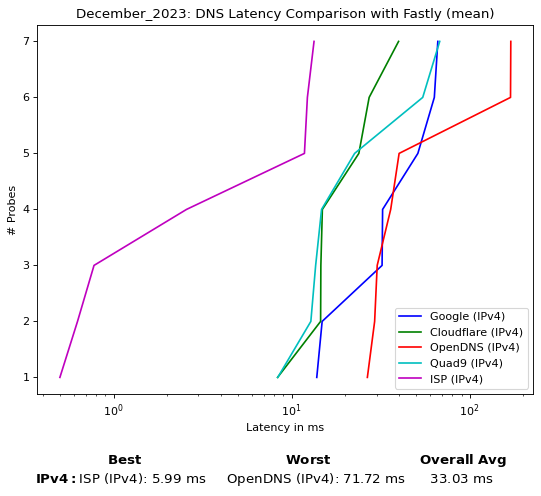 December_2023: DNS Latency Comparison with Fastly (mean)
# Probes
7
6
5
4
3
2
1
Google (IPv4)
Cloudflare (IPv4)
OpenDNS (IPv4)
Quad9 (IPv4)
ISP (IPv4)
10⁰ 10¹ 10²
Latency in ms
Best Worst Overall Avg
IPv4: ISP (IPv4): 5.99 ms OpenDNS (IPv4): 71.72 ms 33.03 ms